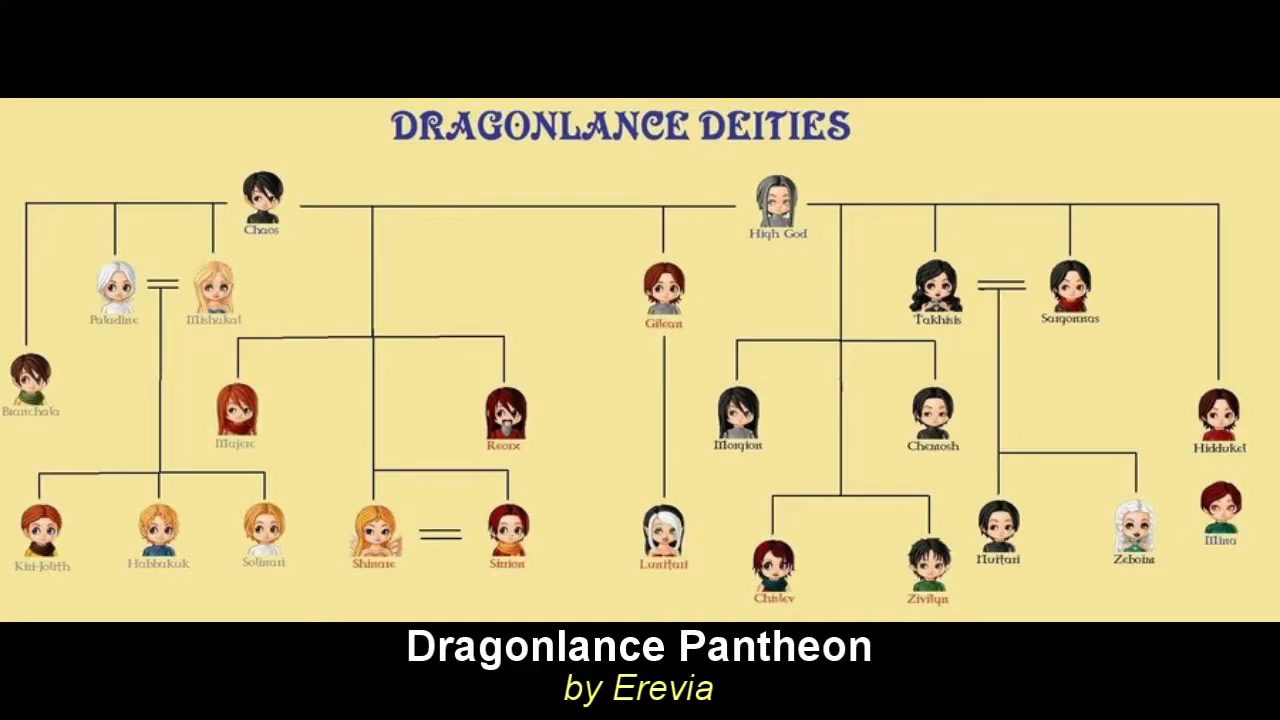 DRAGONLANCE DEITIES
Chaos
High God
Paladine
Mishakal
Gilean
Takhisis
Sargonnas
Branchala
Majere
Reorx
Morgion
Chemosh
Hiddukel
Kiri-Jolith
Habbakuk
Solinari
Shinare
Sirrion
Lunitari
Chislev
Zivilyn
Nuitari
Zeboim
Mina
Dragonlance Pantheon
by Erevia